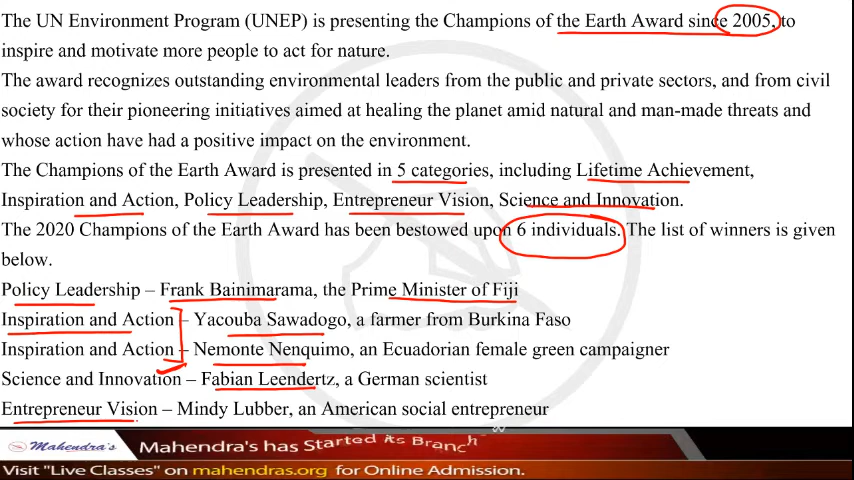 The UN Environment Program (UNEP) is presenting the Champions of the Earth Award since 2005, to
inspire and motivate more people to act for nature.
The award recognizes outstanding environmental leaders from the public and private sectors, and from civil
society for their pioneering initiatives aimed at healing the planet amid natural and man-made threats and
whose action have had a positive impact on the environment.
The Champions of the Earth Award is presented in 5 categories, including Lifetime Achievement,
Inspiration and Action, Policy Leadership, Entrepreneur Vision, Science and Innovation.
The 2020 Champions of the Earth Award has been bestowed upon 6 individuals. The list of winners is given
below.
Policy Leadership – Frank Bainimarama, the Prime Minister of Fiji
Inspiration and Action – Yacouba Sawadogo, a farmer from Burkina Faso
Inspiration and Action – Nemonte Nenquimo, an Ecuadorian female green campaigner
Science and Innovation – Fabian Leendertz, a German scientist
Entrepreneur Vision – Mindy Lubber, an American social entrepreneur
Mahendra's Mahendra's has Started its Branch
Visit "Live Classes" on mahendras.org for Online Admission.